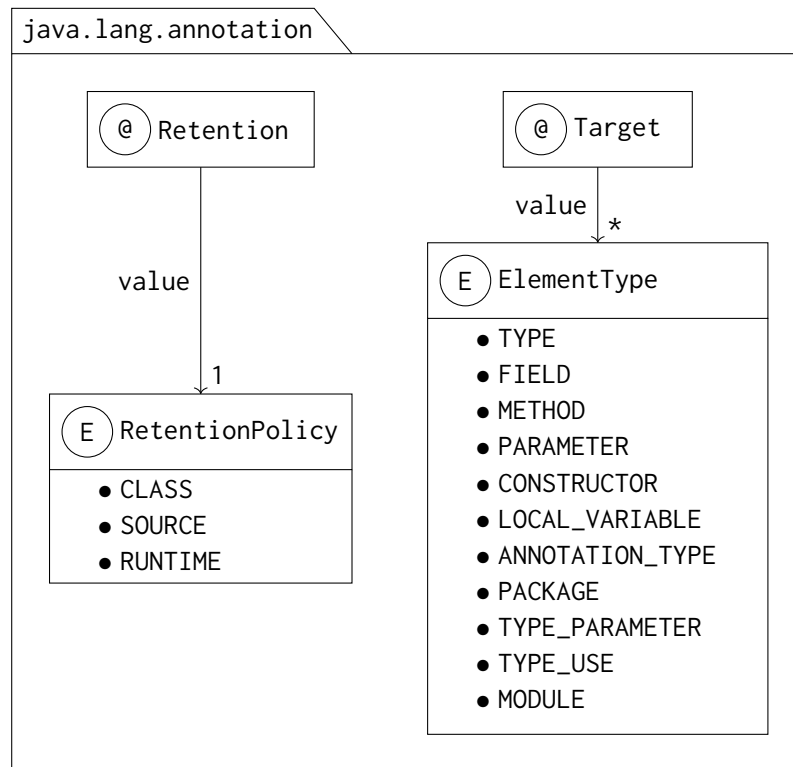 java.lang.annotation
@ Retention
value
1
E RetentionPolicy
CLASS
SOURCE
RUNTIME
@ Target
value
*
E ElementType
TYPE
FIELD
METHOD
PARAMETER
CONSTRUCTOR
LOCAL_VARIABLE
ANNOTATION_TYPE
PACKAGE
TYPE_PARAMETER
TYPE_USE
MODULE